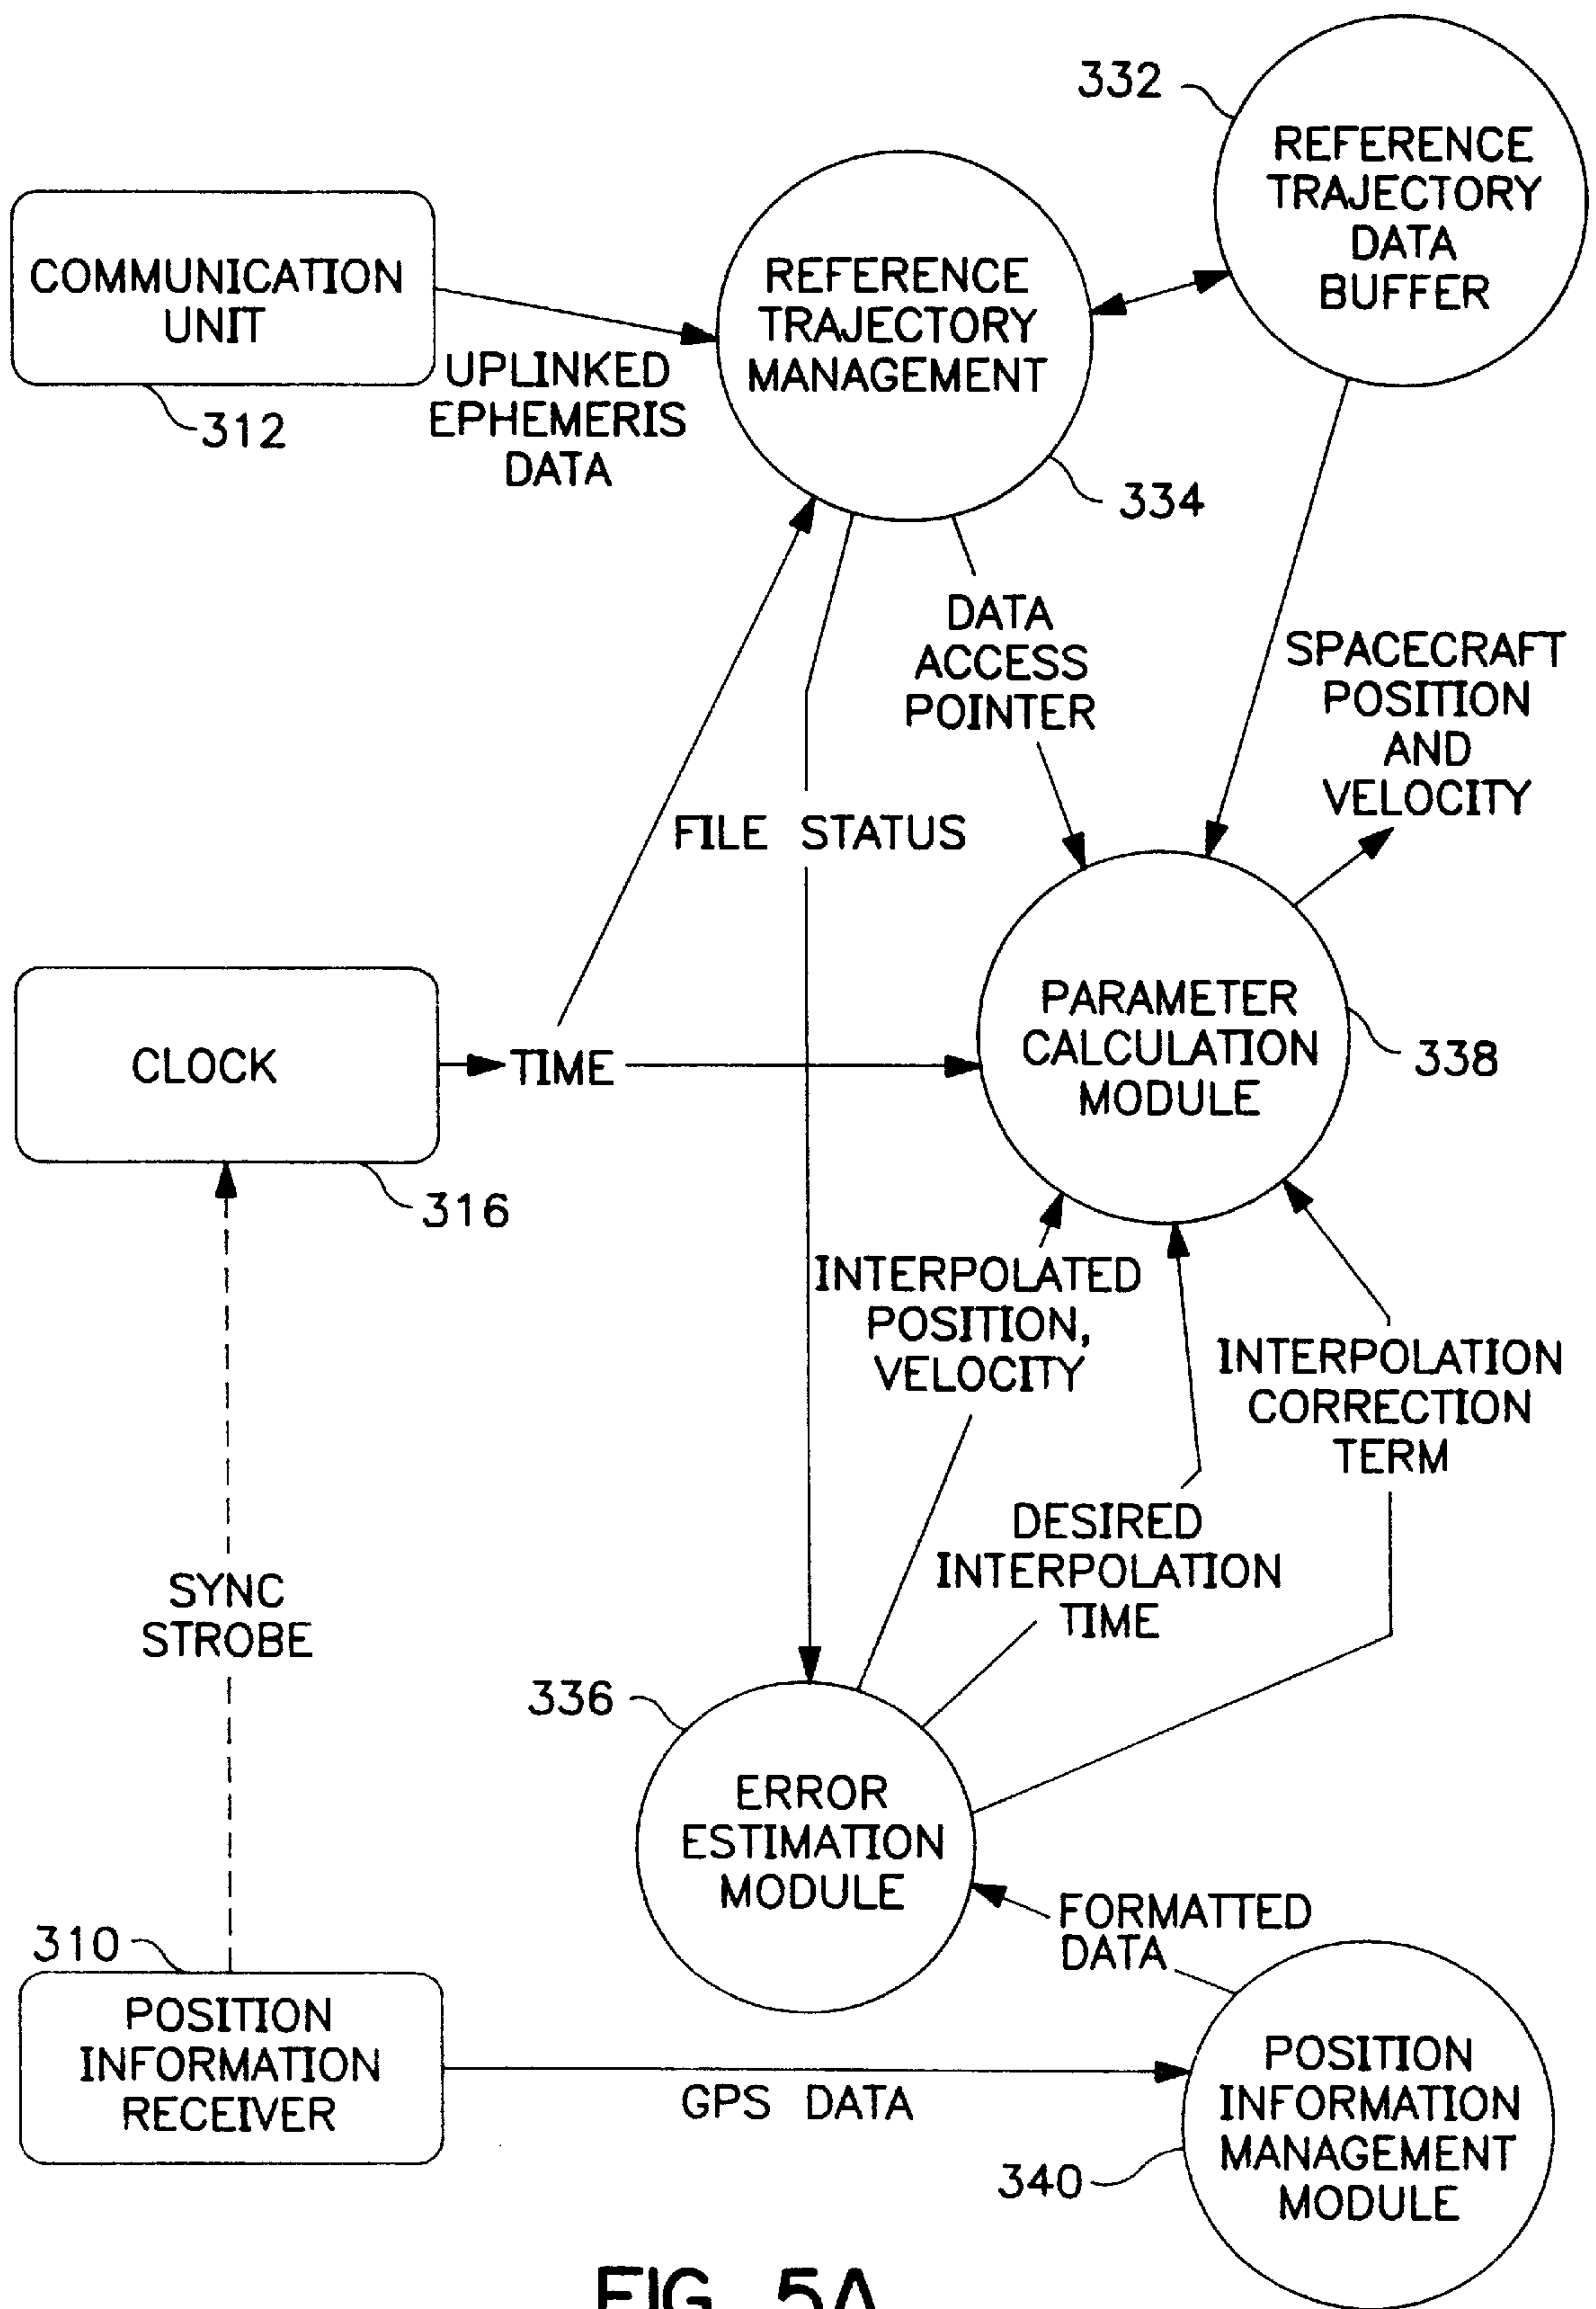 332
REFERENCE
TRAJECTORY
DATA
BUFFER
COMMUNICATION
UNIT
312
REFERENCE
TRAJECTORY
MANAGEMENT
334
UPLINKED
EPHEMERIS
DATA
DATA
ACCESS
POINTER
SPACECRAFT
POSITION
AND
VELOCITY
FILE STATUS
CLOCK
316
TIME
PARAMETER
CALCULATION
MODULE
338
INTERPOLATED
POSITION,
VELOCITY
INTERPOLATION
CORRECTION
TERM
DESIRED
INTERPOLATION
TIME
SYNC
STROBE
336
ERROR
ESTIMATION
MODULE
FORMATTED
DATA
310
POSITION
INFORMATION
RECEIVER
GPS DATA
POSITION
INFORMATION
MANAGEMENT
MODULE
340
FIG. 5A